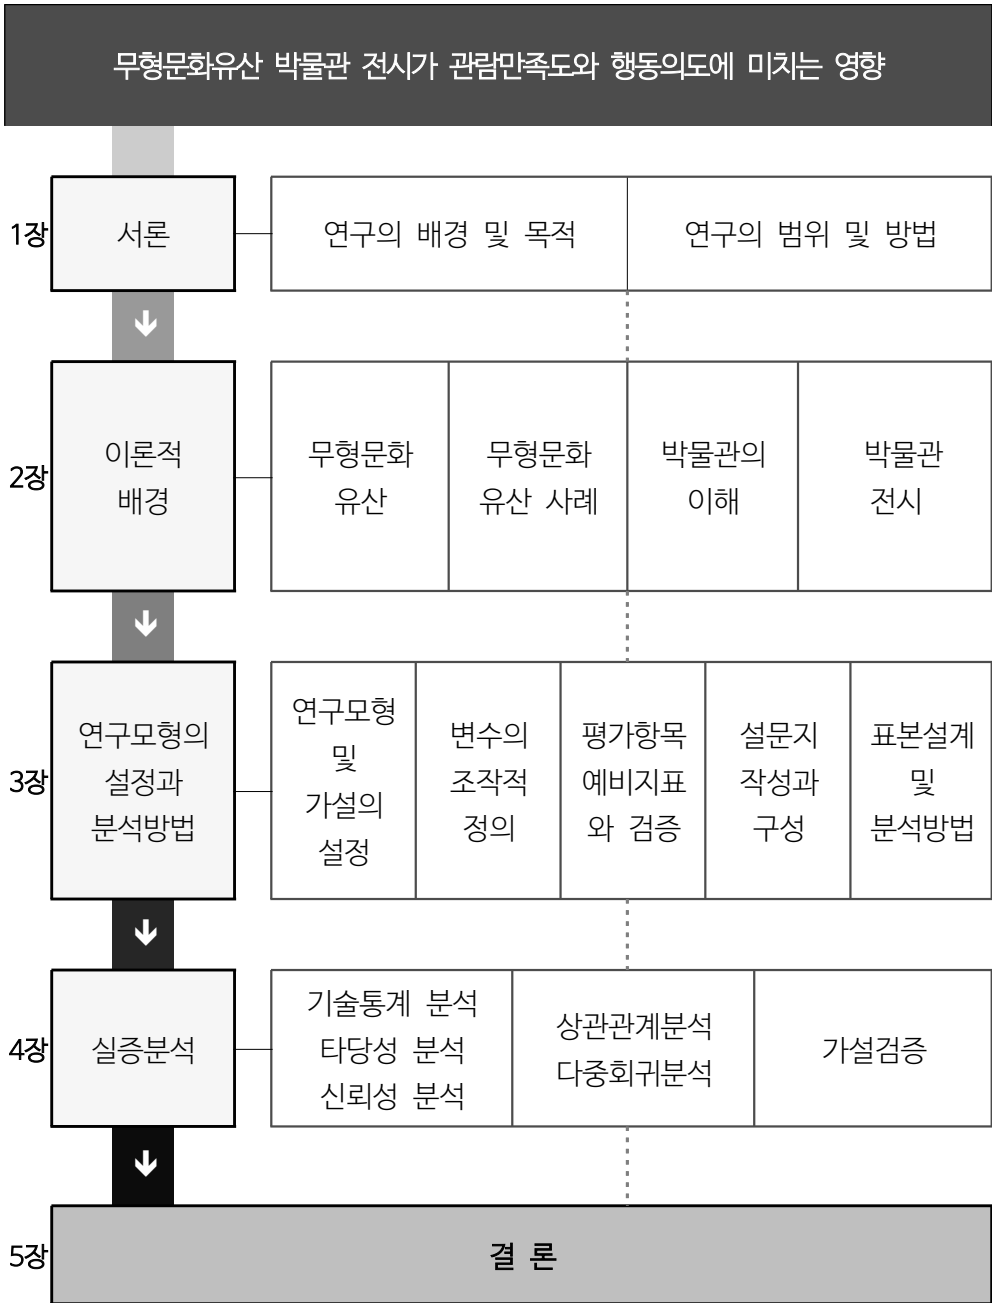 무형문화유산 박물관 전시가 관람만족도와 행동의도에 미치는 영향
1장
서론
연구의 배경 및 목적
연구의 범위 및 방법
2장
이론적
배경
무형문화
유산
무형문화
유산 사례
박물관의
이해
박물관
전시
3장
연구모형의
설정과
분석방법
연구모형
및
가설의
설정
변수의
조작적
정의
평가항목
예비지표
와 검증
설문지
작성과
구성
표본설계
및
분석방법
4장
실증분석
기술통계 분석
타당성 분석
신뢰성 분석
상관관계분석
다중회귀분석
가설검증
5장
결 론